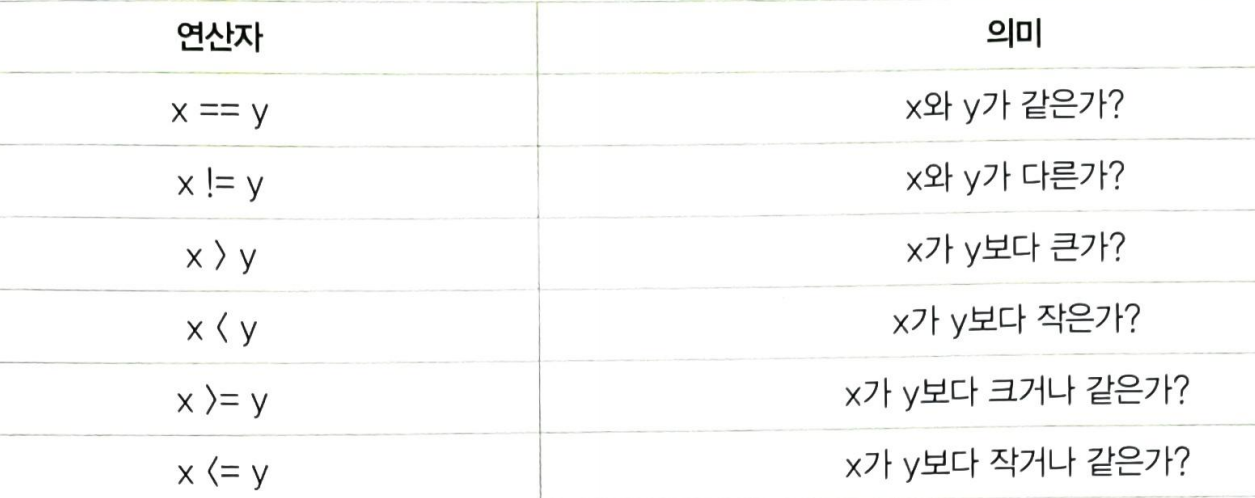 연산자 의미
x == y x와 y가 같은가?
x != y x와 y가 다른가?
x > y x가 y보다 큰가?
x < y x가 y보다 작은가?
x >= y x가 y보다 크거나 같은가?
x <= y x가 y보다 작거나 같은가?